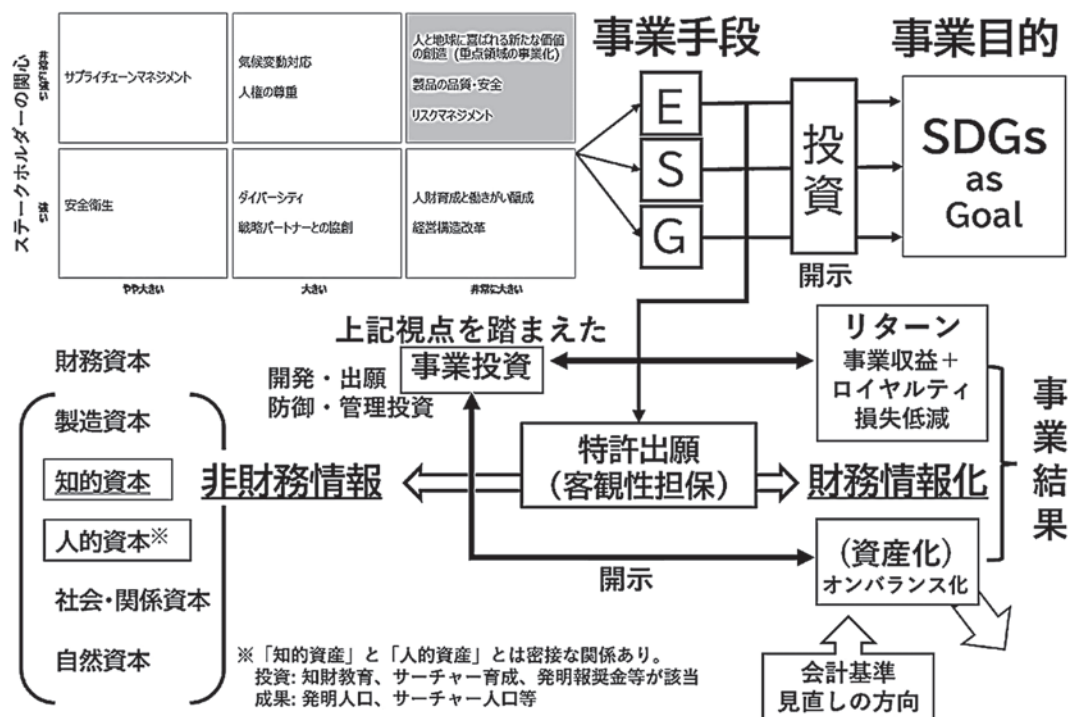 ステークホルダーの関心
非常に強い
強い
サプライチェーンマネジメント
気候変動対応
人権の尊重
人と地球に喜ばれる新たな価値
の創造（重点領域の事業化）
製品の品質・安全
リスクマネジメント
安全衛生
ダイバーシティ
戦略パートナーとの協創
人財育成と働きがい醸成
経営構造改革
やや大きい
大きい
非常に大きい
事業手段
事業目的
E
S
G
投資
開示
SDGs
as
Goal
上記視点を踏まえた
事業投資
開発・出願
防御・管理投資
リターン
事業収益＋
ロイヤルティ
損失低減
事業結果
財務資本
製造資本
知的資本
人的資本※
社会・関係資本
自然資本
非財務情報
特許出願
（客観性担保）
財務情報化
開示
（資産化）
オンバランス化
会計基準
見直しの方向
※「知的資産」と「人的資産」とは密接な関係あり。
投資: 知財教育、サーチャー育成、発明報奨金等が該当
成果: 発明人口、サーチャー人口等